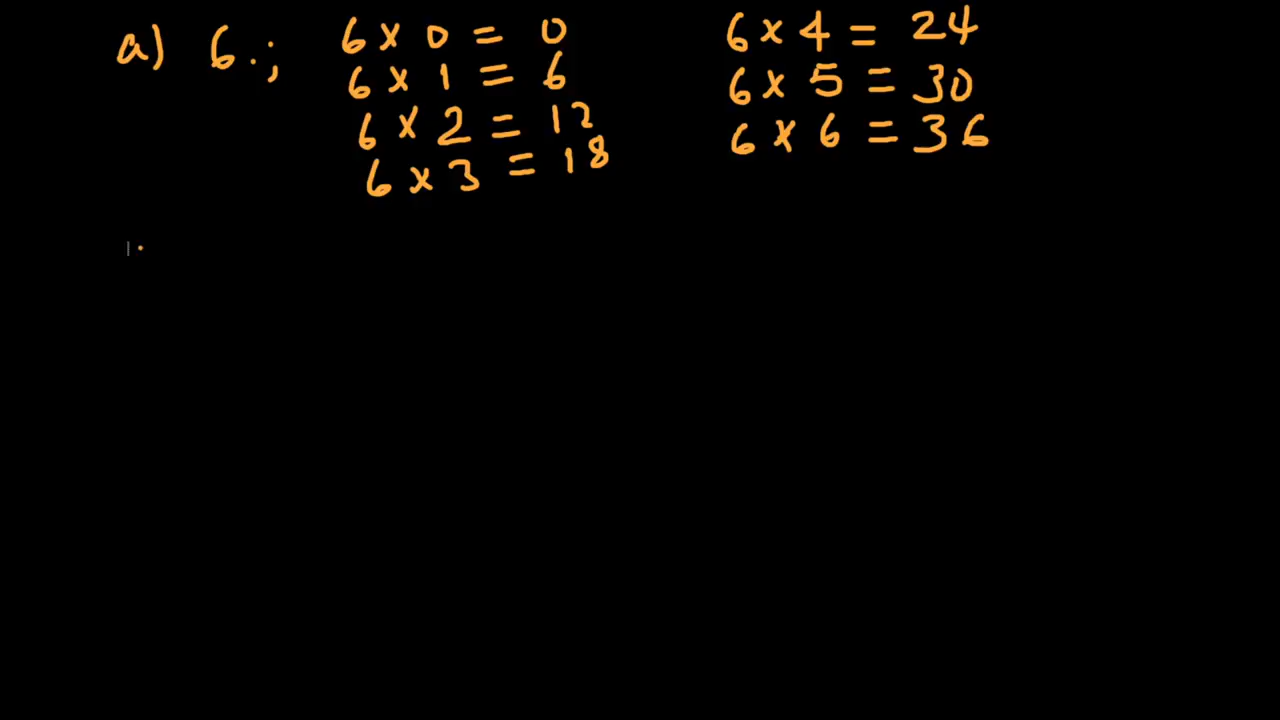 a) 6.;
6 × 0 = 0
6 × 1 = 6
6 × 2 = 12
6 × 3 = 18
6 × 4 = 24
6 × 5 = 30
6 × 6 = 36